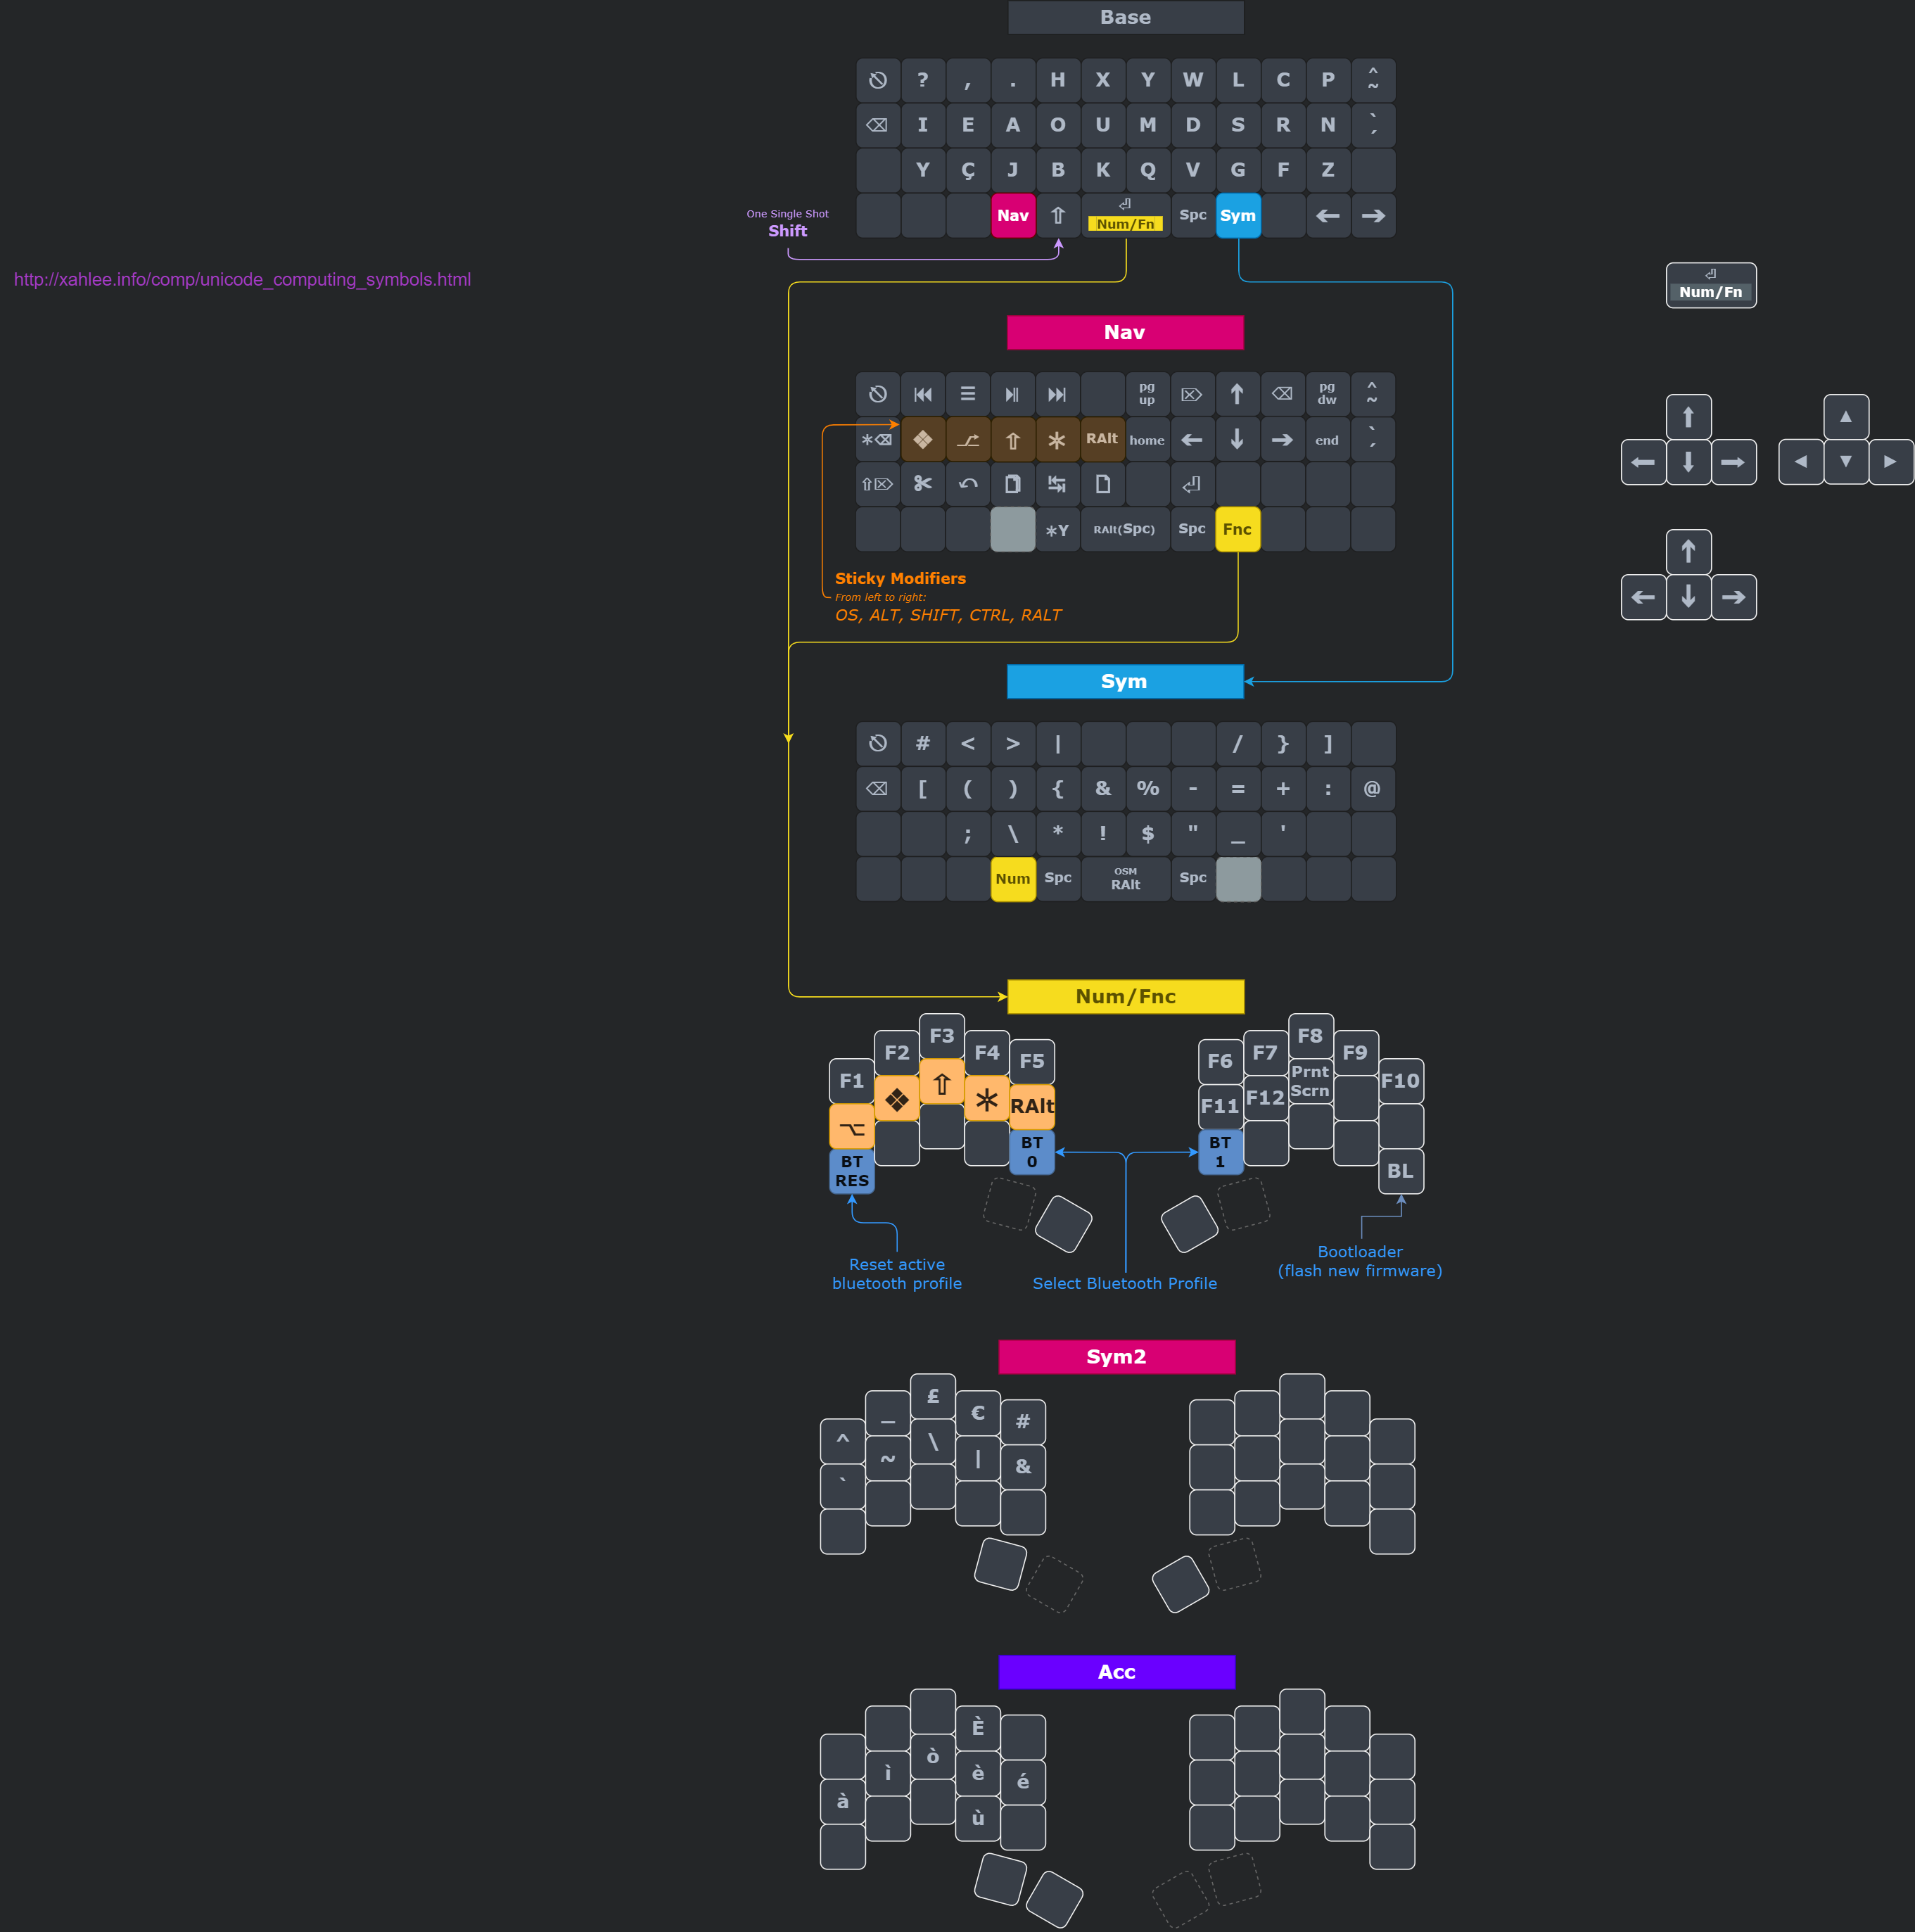 Base
? , . H X Y W L C P ^ ~
⌫ I E A O U M D S R N ` ´
Y Ç J B K Q V G F Z
Nav ⇧ ⏎ Num/Fn Spc Sym ← →
One Single Shot
Shift
http://xahlee.info/comp/unicode_computing_symbols.html
⏎
Num/Fn
Nav
⏮ ☰ ⏯ ⏭ pg up ⌦ ↑ ⌫ pg dw ^ ~
∗⌫ ❖ ⇧ ∗ RAlt home ← ↓ → end ` ´
⇧⌦ ✂ ↶ ↹ ⏎
∗Y RAlt(Spc) Spc Fnc
Sticky Modifiers
From left to right:
OS, ALT, SHIFT, CTRL, RALT
↑
← ↓ →
▲
◀ ▼ ▶
↑
← ↓ →
Sym
# < > | / } ]
⌫ [ ( ) { & % - = + : @
; \ * ! $ " _ '
Num Spc OSM RAlt Spc
Num/Fnc
F1 F2 F3 F4 F5 F6 F7 F8 F9 F10
⌥ ❖ ⇧ ∗ RAlt F11 F12 Prnt Scrn
BT RES BT 0 BT 1 BL
Reset active
bluetooth profile
Select Bluetooth Profile
Bootloader
(flash new firmware)
Sym2
^ _ £ € #
` ~ \ | &
Acc
È
à ì ò è é
ù